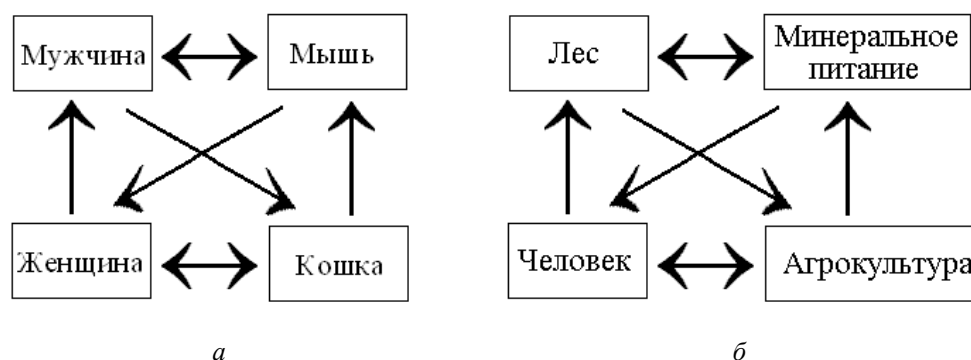 Мужчина
Мышь
Лес
Минеральное
питание
Женщина
Кошка
Человек
Агрокультура
а
б